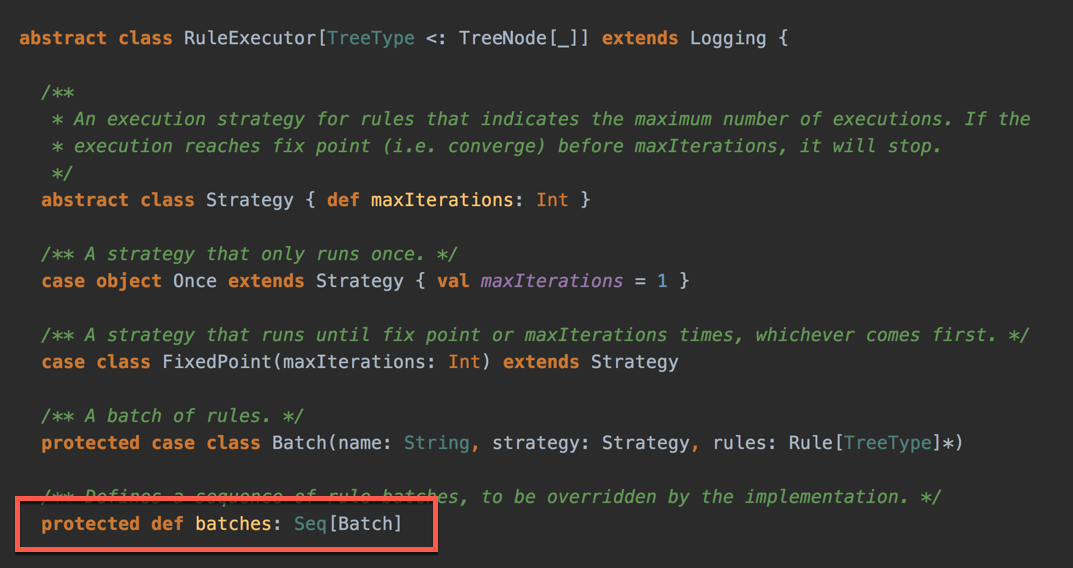 abstract class RuleExecutor[TreeType <: TreeNode[_]] extends Logging {
/**
* An execution strategy for rules that indicates the maximum number of executions. If the
* execution reaches fix point (i.e. converge) before maxIterations, it will stop.
*/
abstract class Strategy { def maxIterations: Int }
/** A strategy that only runs once. */
case object Once extends Strategy { val maxIterations = 1 }
/** A strategy that runs until fix point or maxIterations times, whichever comes first. */
case class FixedPoint(maxIterations: Int) extends Strategy
/** A batch of rules. */
protected case class Batch(name: String, strategy: Strategy, rules: Rule[TreeType]*)
/** Defines a sequence of rule batches, to be overridden by the implementation. */
protected def batches: Seq[Batch]